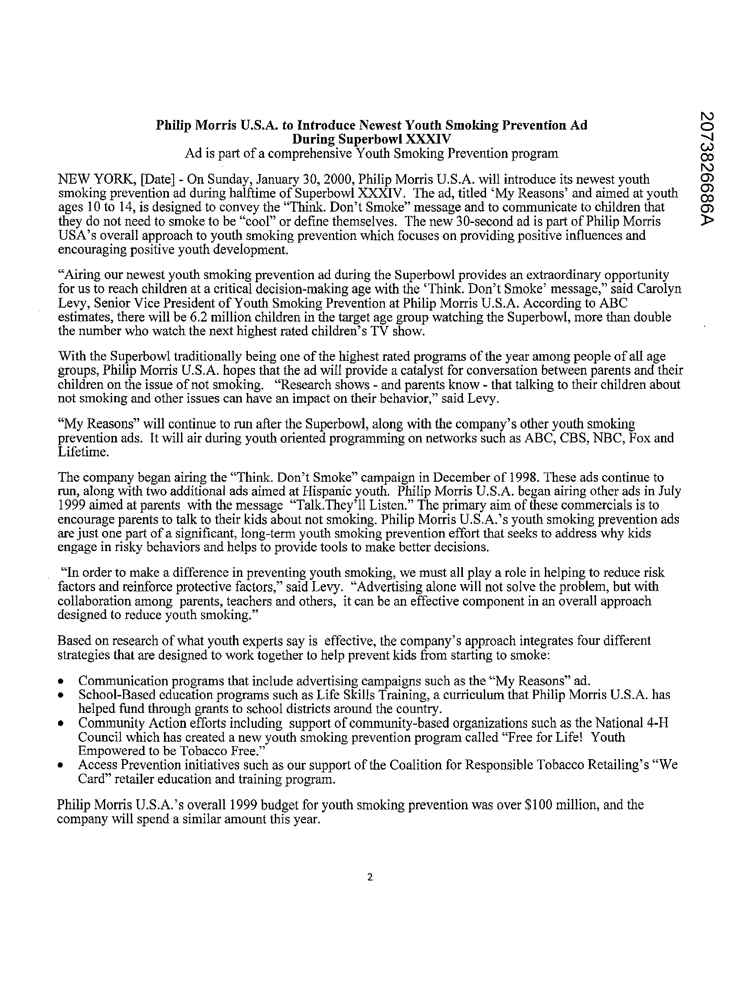 Philip Morris U.S.A. to Introduce Newest Youth Smoking Prevention Ad
During Superbowl XXXIV
Ad is part of a comprehensive Youth Smoking Prevention program
NEW YORK, [Date] - On Sunday, January 30, 2000, Philip Morris U.S.A. will introduce its newest youth
smoking prevention ad during halftime of Superbowl XXXIV. The ad, titled ‘My Reasons’ and aimed at youth
ages 10 to 14, is designed to convey the “Think. Don’t Smoke” message and to communicate to children that
they do not need to smoke to be “cool” or define themselves. The new 30-second ad is part of Philip Morris
USA’s overall approach to youth smoking prevention which focuses on providing positive influences and
encouraging positive youth development.
“Airing our newest youth smoking prevention ad during the Superbowl provides an extraordinary opportunity
for us to reach children at a critical decision-making age with the ‘Think. Don’t Smoke’ message,” said Carolyn
Levy, Senior Vice President of Youth Smoking Prevention at Philip Morris U.S.A. According to ABC
estimates, there will be 6.2 million children in the target age group watching the Superbowl, more than double
the number who watch the next highest rated children’s TV show.
With the Superbowl traditionally being one of the highest rated programs of the year among people of all age
groups, Philip Morris U.S.A. hopes that the ad will provide a catalyst for conversation between parents and their
children on the issue of not smoking. “Research shows - and parents know - that talking to their children about
not smoking and other issues can have an impact on their behavior,” said Levy.
“My Reasons” will continue to run after the Superbowl, along with the company’s other youth smoking
prevention ads. It will air during youth oriented programming on networks such as ABC, CBS, NBC, Fox and
Lifetime.
The company began airing the “Think. Don’t Smoke” campaign in December of 1998. These ads continue to
run, along with two additional ads aimed at Hispanic youth. Philip Morris U.S.A. began airing other ads in July
1999 aimed at parents with the message “Talk.They’ll Listen.” The primary aim of these commercials is to
encourage parents to talk to their kids about not smoking. Philip Morris U.S.A.’s youth smoking prevention ads
are just one part of a significant, long-term youth smoking prevention effort that seeks to address why kids
engage in risky behaviors and helps to provide tools to make better decisions.
“In order to make a difference in preventing youth smoking, we must all play a role in helping to reduce risk
factors and reinforce protective factors,” said Levy. “Advertising alone will not solve the problem, but with
collaboration among parents, teachers and others, it can be an effective component in an overall approach
designed to reduce youth smoking.”
Based on research of what youth experts say is effective, the company’s approach integrates four different
strategies that are designed to work together to help prevent kids from starting to smoke:
• Communication programs that include advertising campaigns such as the “My Reasons” ad.
• School-Based education programs such as Life Skills Training, a curriculum that Philip Morris U.S.A. has
helped fund through grants to school districts around the country.
• Community Action efforts including support of community-based organizations such as the National 4-H
Council which has created a new youth smoking prevention program called “Free for Life! Youth
Empowered to be Tobacco Free.”
• Access Prevention initiatives such as our support of the Coalition for Responsible Tobacco Retailing’s “We
Card” retailer education and training program.
Philip Morris U.S.A.’s overall 1999 budget for youth smoking prevention was over $100 million, and the
company will spend a similar amount this year.
2
2073826686A